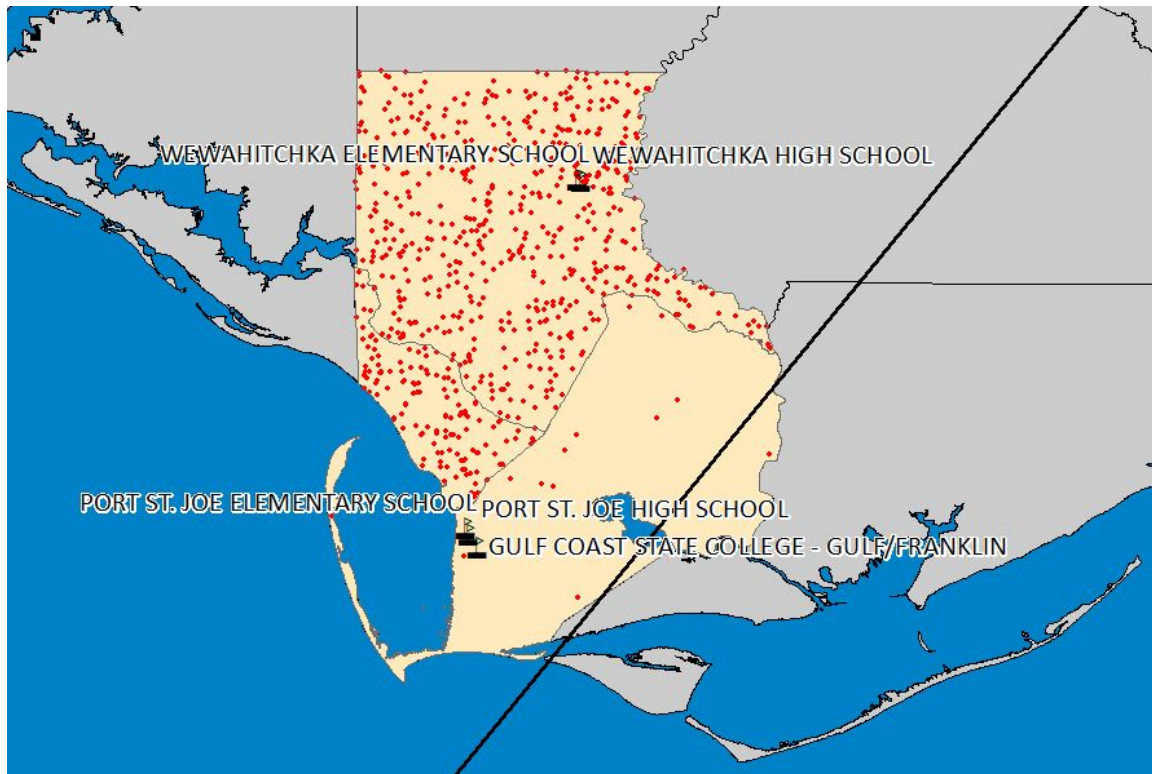 WEWAHITCHKA ELEMENTARY SCHOOL WEWAHITCHKA HIGH SCHOOL
PORT ST. JOE ELEMENTARY SCHOOL PORT ST. JOE HIGH SCHOOL
GULF COAST STATE COLLEGE - GULF/FRANKLIN